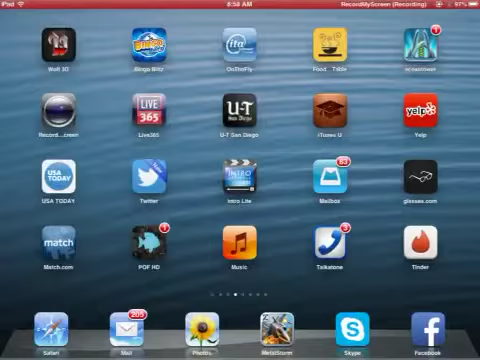 iPad 8:58 AM RecordMyScreen (Recording) 97%
1
Wolf 3D Bingo Blitz OnTheFly Food Table
LIVE 365 U-T San Diego yelp
Record...creen Live365 U-T San Diego iTunes U Yelp
USA TODAY INTRO 63
USA TODAY Twitter Intro Lite Mailbox glasses.com
match 1 3
Match.com POF HD Music Talkatone Tinder
205
Safari Mail Photos MetalStorm Skype Facebook